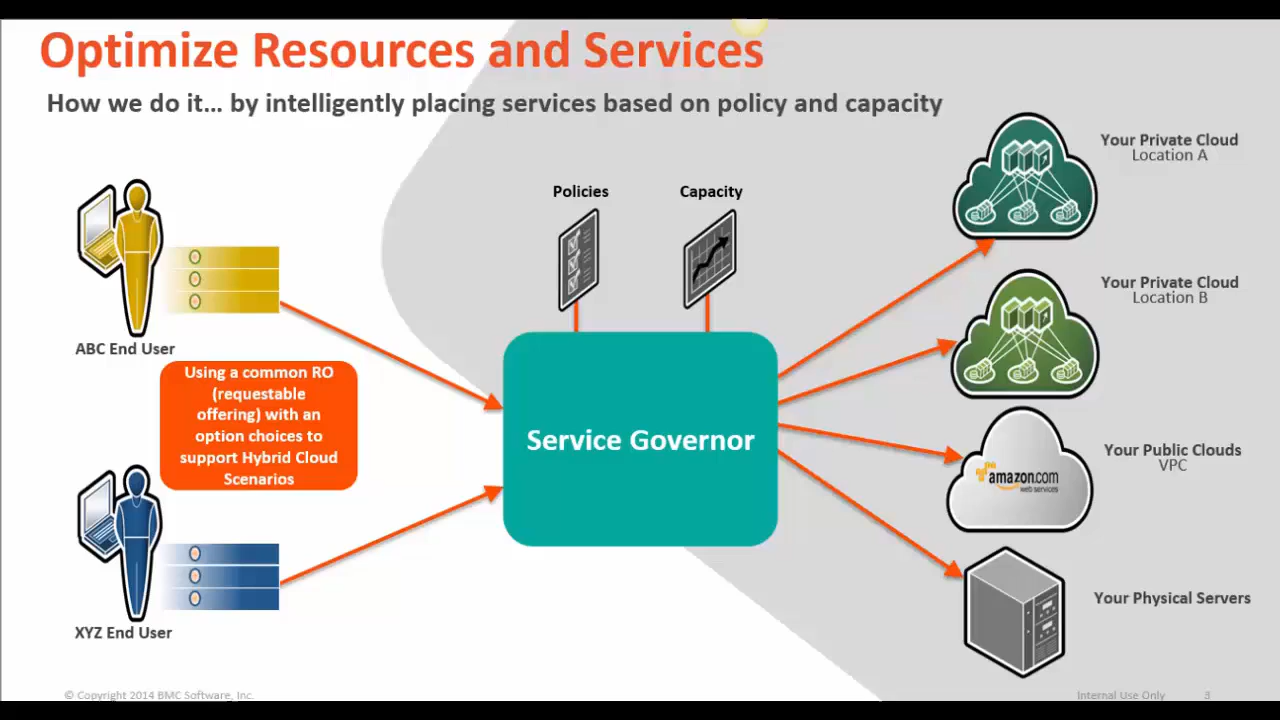 Optimize Resources and Services
How we do it... by intelligently placing services based on policy and capacity
Your Private Cloud
Location A
Policies
Capacity
Your Private Cloud
Location B
ABC End User
Using a common RO
(requestable
offering) with an
option choices to
support Hybrid Cloud
Scenarios
Service Governor
Your Public Clouds
VPC
amazon.com
web services
Your Physical Servers
XYZ End User
© Copyright 2014 BMC Software, Inc.
Internal Use Only
3